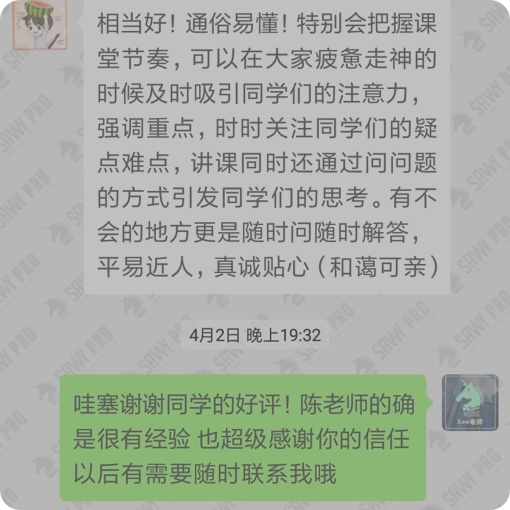 相当好！通俗易懂！特别会把握课
堂节奏，可以在大家疲惫走神的
时候及时吸引同学们的注意力，
强调重点，时时关注同学们的疑
点难点，讲课同时还通过问问题
的方式引发同学们的思考。有不
会的地方更是随时问随时解答，
平易近人，真诚贴心（和蔼可亲）
4月2日 晚上19:32
哇塞谢谢同学的好评！陈老师的确
是很有经验 也超级感谢你的信任
以后有需要随时联系我哦
Saw老师
SAWY PRO